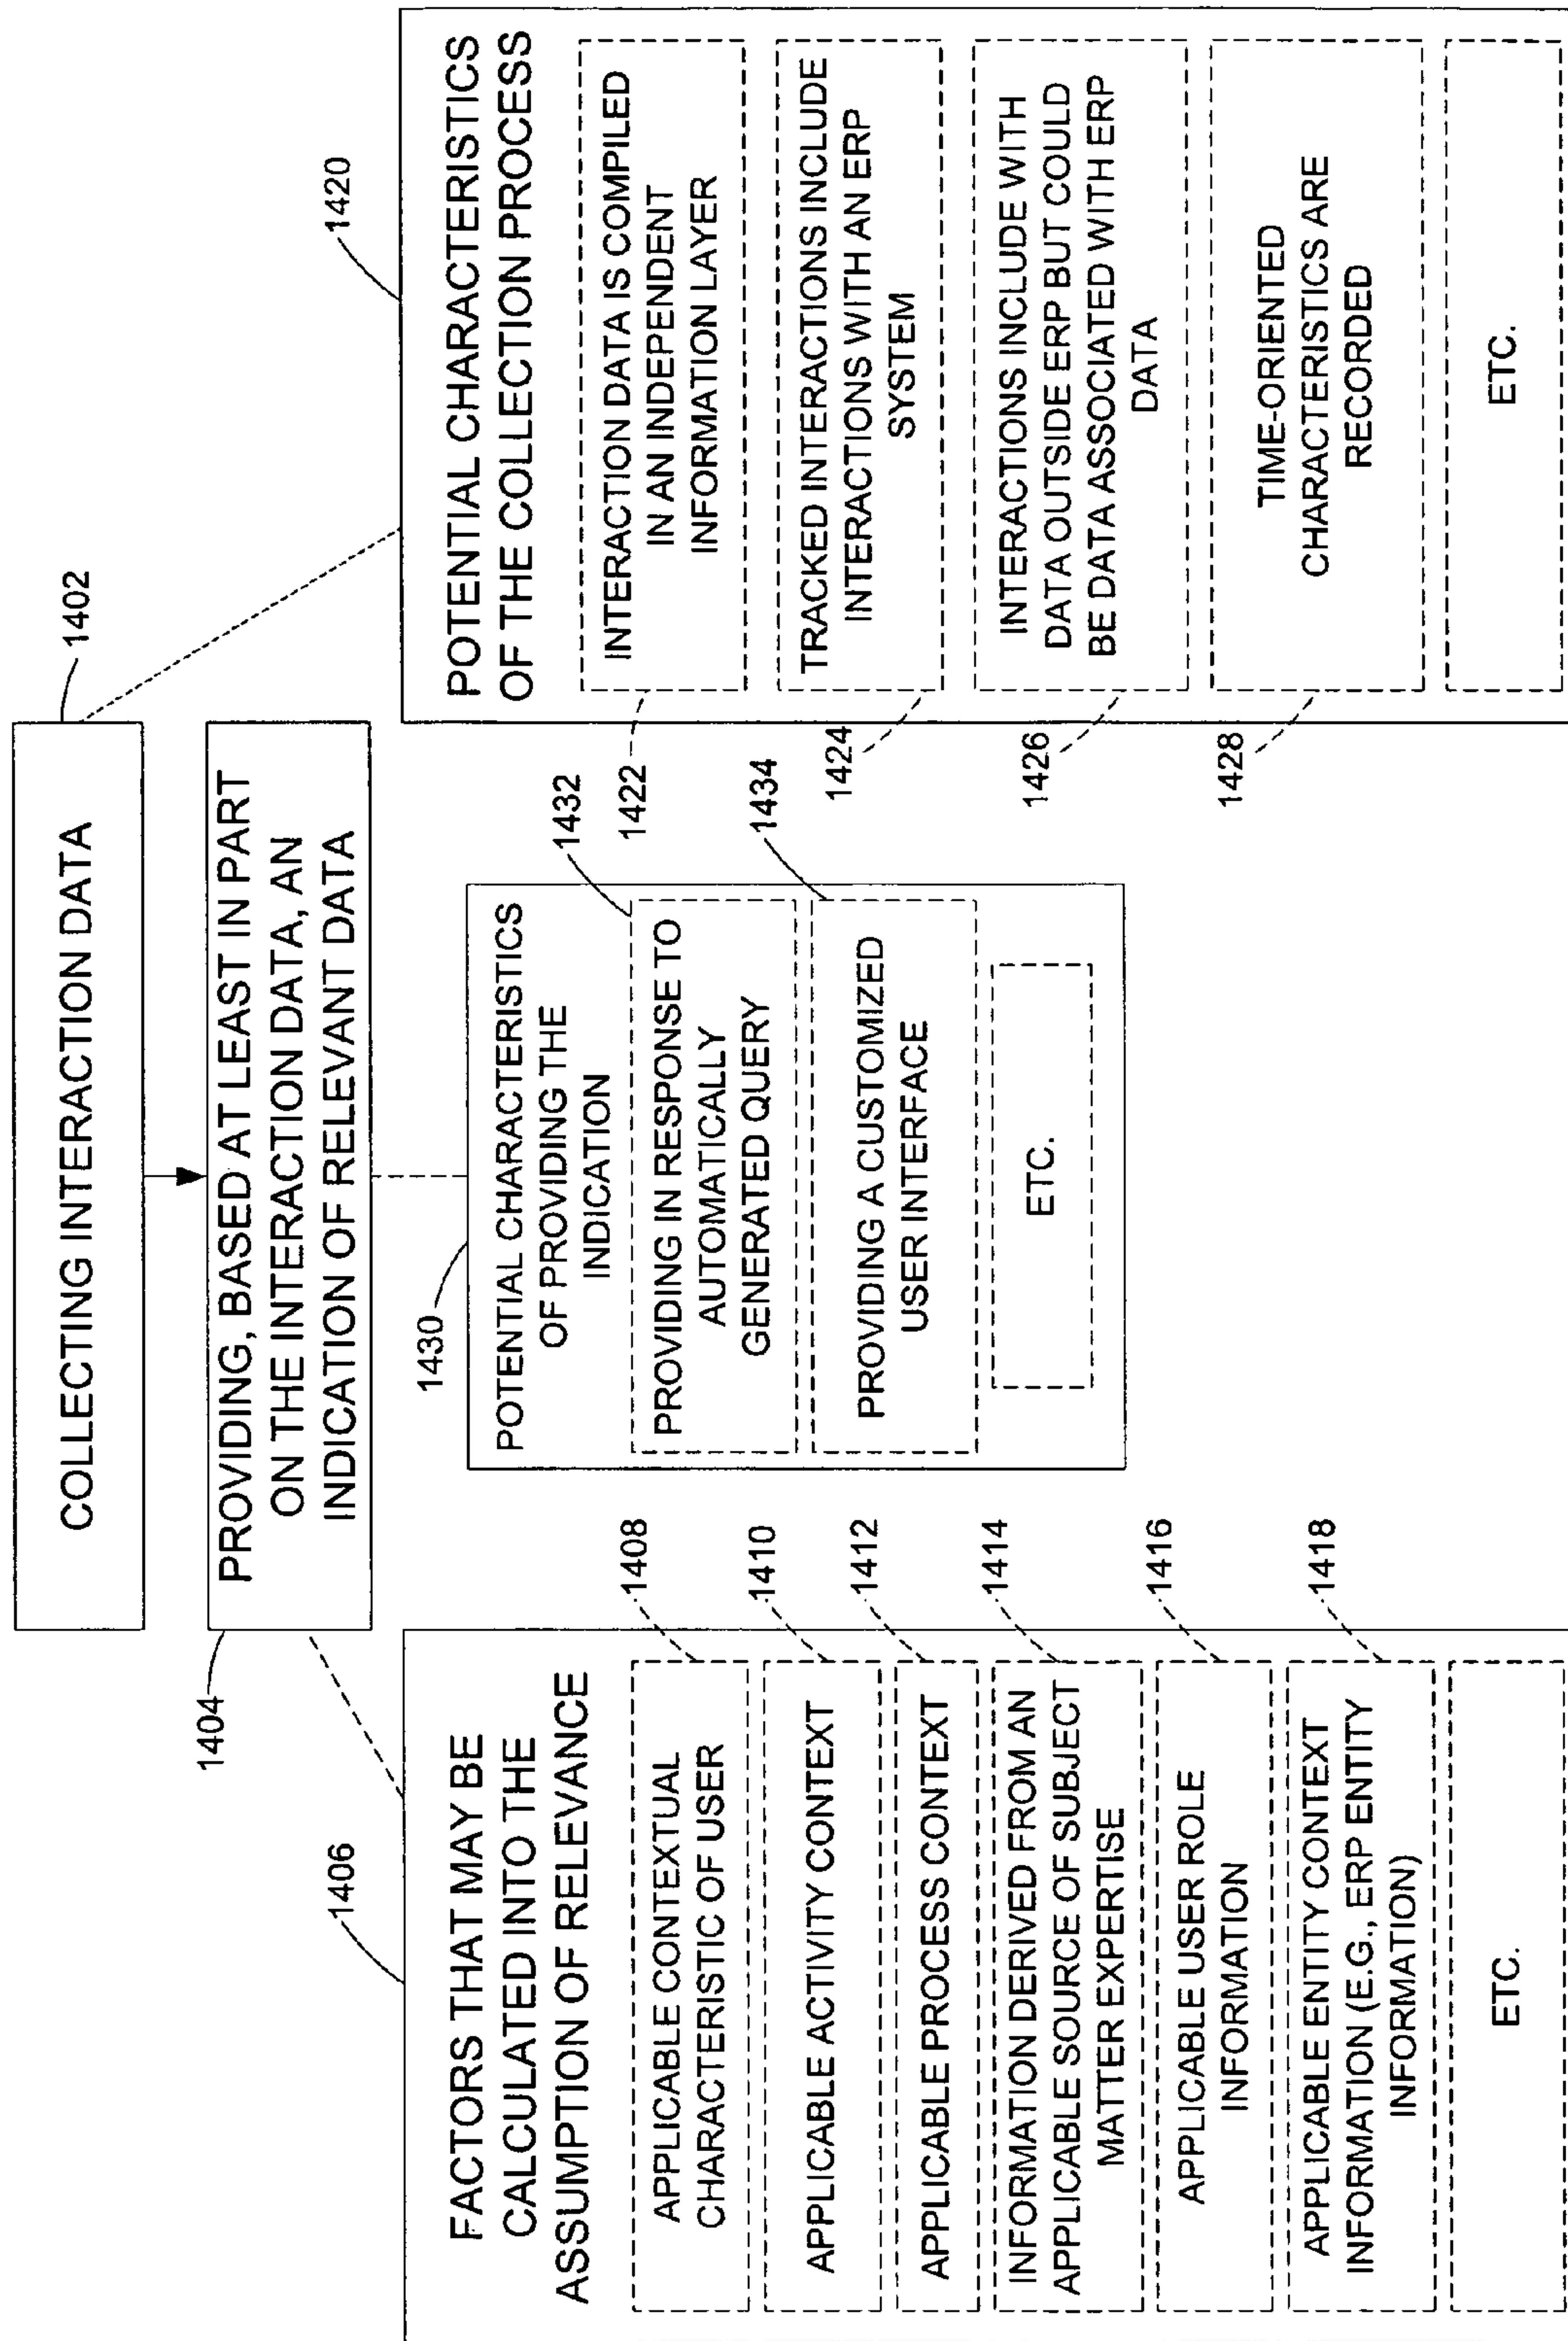 COLLECTING INTERACTION DATA
1402
PROVIDING, BASED AT LEAST IN PART
ON THE INTERACTION DATA, AN
INDICATION OF RELEVANT DATA
1404
1406
FACTORS THAT MAY BE
CALCULATED INTO THE
ASSUMPTION OF RELEVANCE
APPLICABLE CONTEXTUAL
CHARACTERISTIC OF USER
1408
APPLICABLE ACTIVITY CONTEXT
1410
APPLICABLE PROCESS CONTEXT
1412
INFORMATION DERIVED FROM AN
APPLICABLE SOURCE OF SUBJECT
MATTER EXPERTISE
1414
APPLICABLE USER ROLE
INFORMATION
1416
APPLICABLE ENTITY CONTEXT
INFORMATION (E.G., ERP ENTITY
INFORMATION)
1418
ETC.
1430
POTENTIAL CHARACTERISTICS
OF PROVIDING THE
INDICATION
PROVIDING IN RESPONSE TO
AUTOMATICALLY
GENERATED QUERY
1432
PROVIDING A CUSTOMIZED
USER INTERFACE
1434
ETC.
1420
POTENTIAL CHARACTERISTICS
OF THE COLLECTION PROCESS
INTERACTION DATA IS COMPILED
IN AN INDEPENDENT
INFORMATION LAYER
1422
TRACKED INTERACTIONS INCLUDE
INTERACTIONS WITH AN ERP
SYSTEM
1424
INTERACTIONS INCLUDE WITH
DATA OUTSIDE ERP BUT COULD
BE DATA ASSOCIATED WITH ERP
DATA
1426
TIME-ORIENTED
CHARACTERISTICS ARE
RECORDED
1428
ETC.